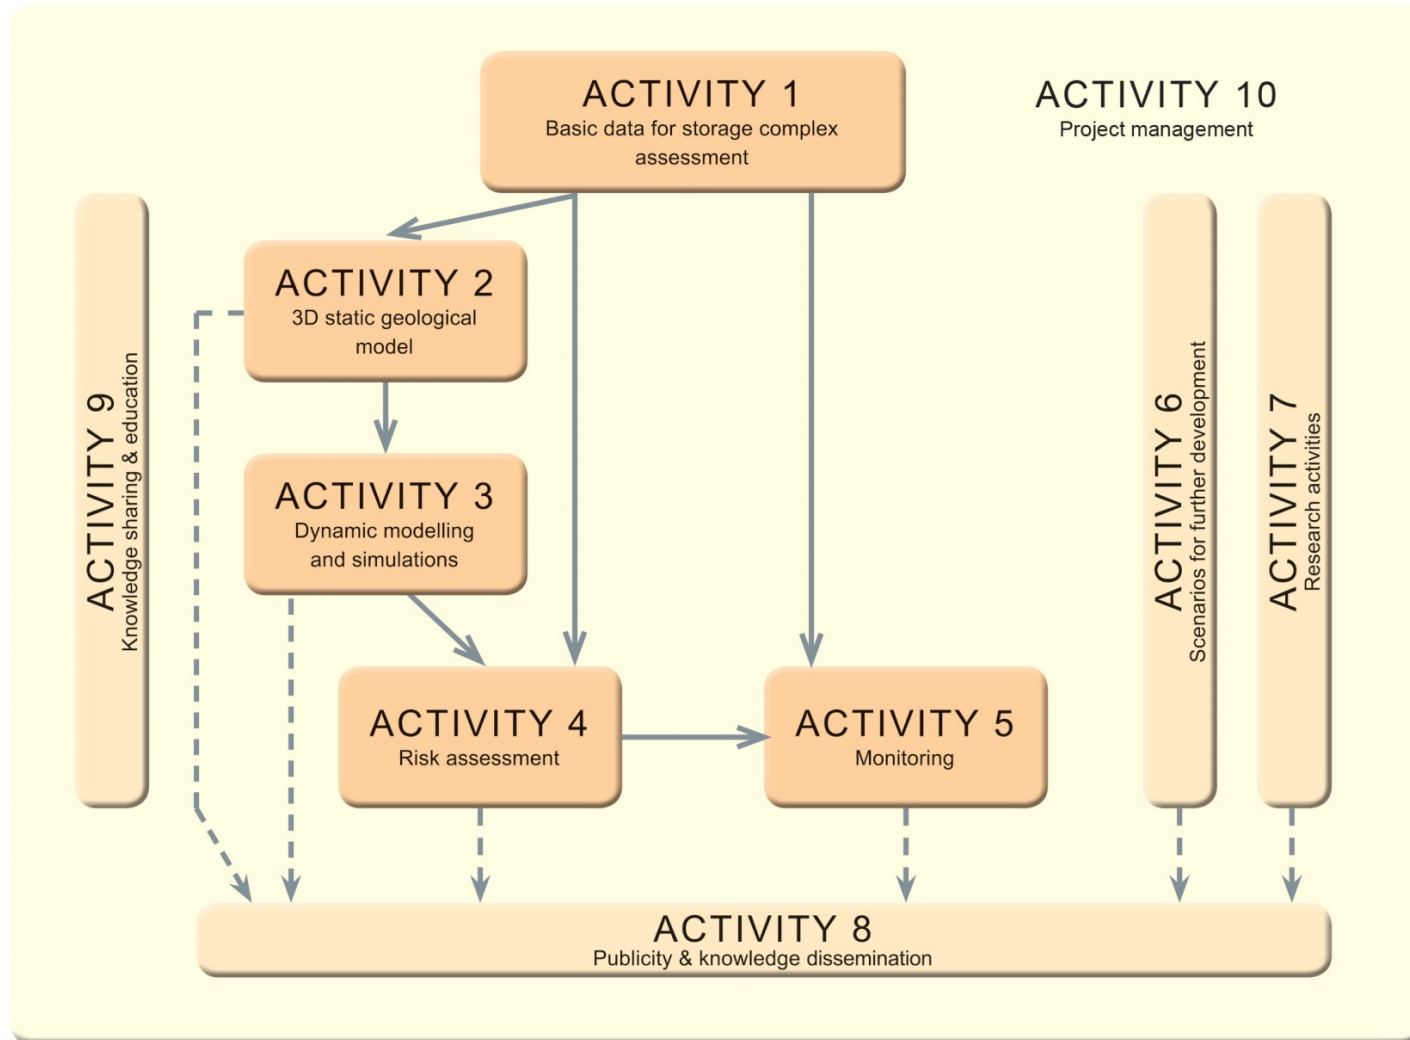 ACTIVITY 1
Basic data for storage complex
assessment
ACTIVITY 10
Project management
ACTIVITY 2
3D static geological
model
ACTIVITY 3
Dynamic modelling
and simulations
ACTIVITY 4
Risk assessment
ACTIVITY 5
Monitoring
ACTIVITY 9
Knowledge sharing & education
ACTIVITY 6
Scenarios for further development
ACTIVITY 7
Research activities
ACTIVITY 8
Publicity & knowledge dissemination